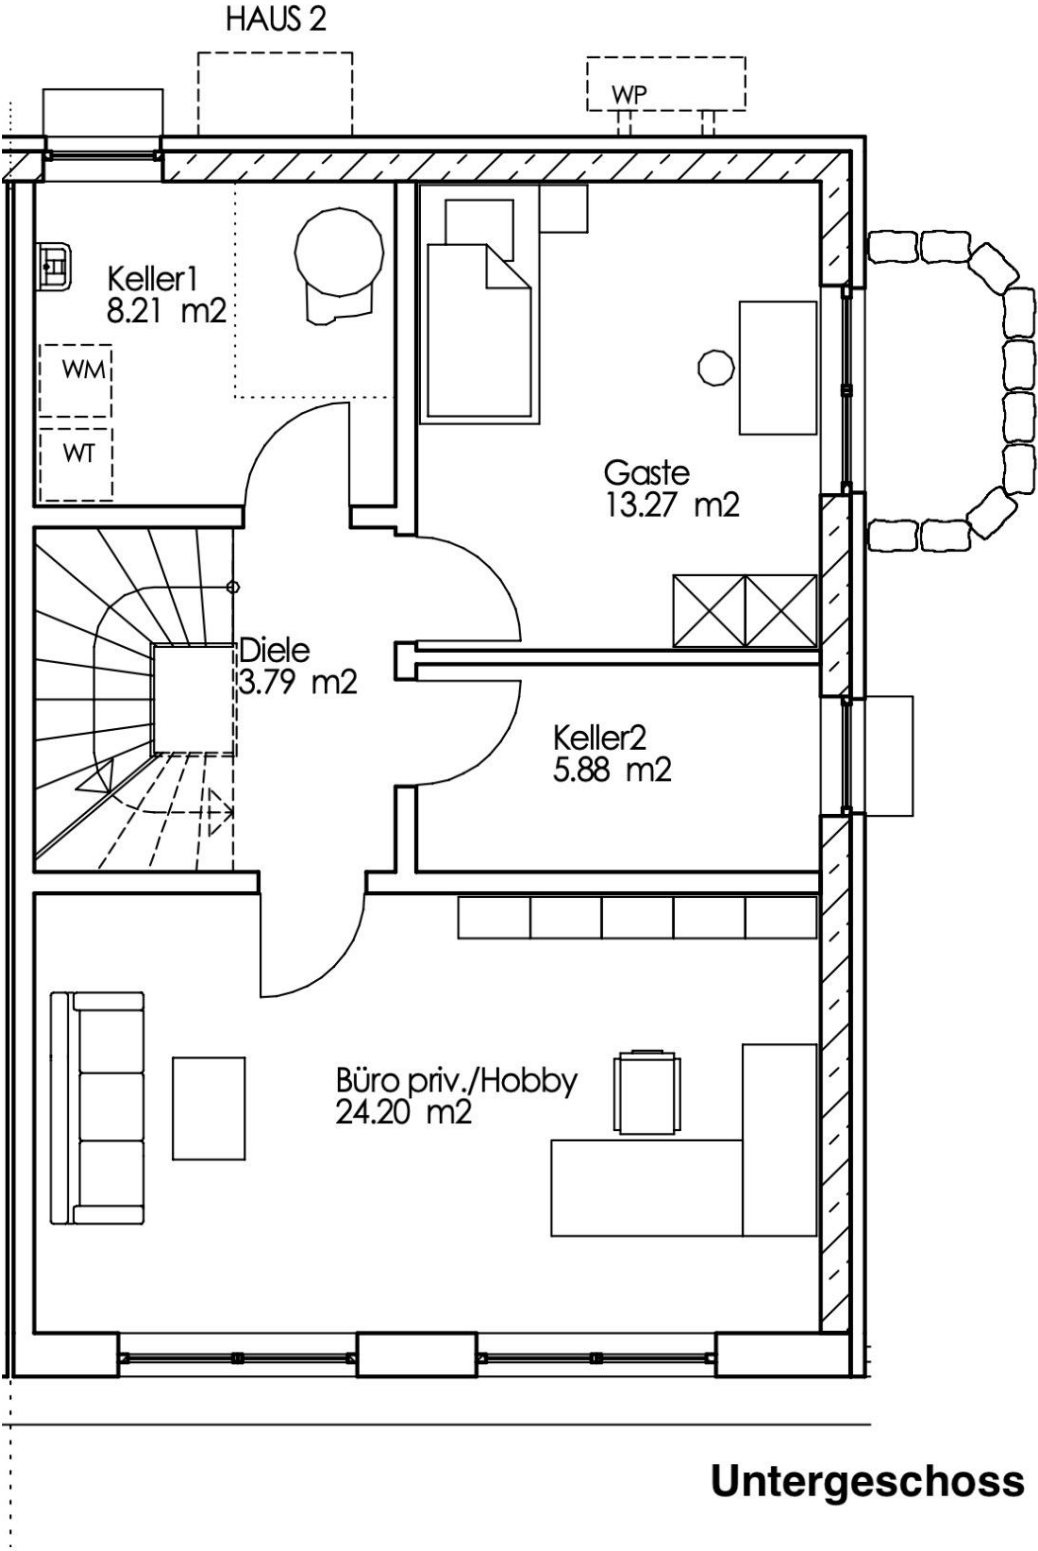 HAUS 2
WP
Keller1
8.21 m2
WM
WT
Gaste
13.27 m2
Diele
3.79 m2
Keller2
5.88 m2
Büro priv./Hobby
24.20 m2
Untergeschoss